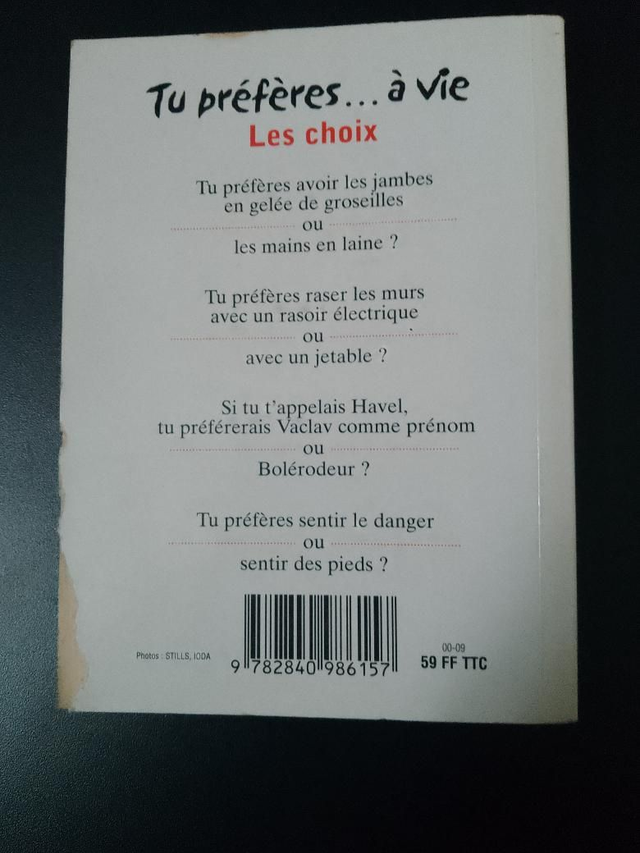 Tu préfères... à vie
Les choix
Tu préfères avoir les jambes
en gelée de groseilles
ou
les mains en laine ?
Tu préfères raser les murs
avec un rasoir électrique
ou
avec un jetable ?
Si tu t'appelais Havel,
tu préférerais Vaclav comme prénom
ou
Bolérodeur ?
Tu préfères sentir le danger
ou
sentir des pieds ?
Photos : STILLS, IODA
9 782840 986157
00-09
59 FF TTC